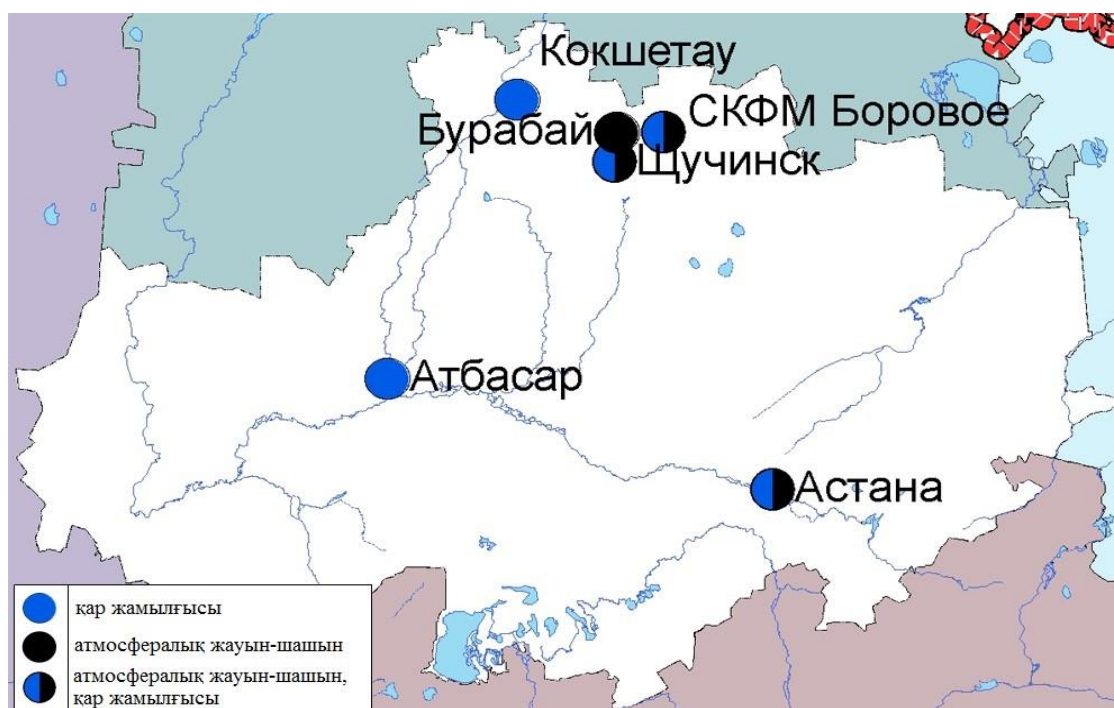 Кокшетау
СКФМ Боровое
Бурабай
Щучинск
Атбасар
Астана
қар жамылғысы
атмосфералық жауын-шашын
атмосфералық жауын-шашын,
қар жамылғысы